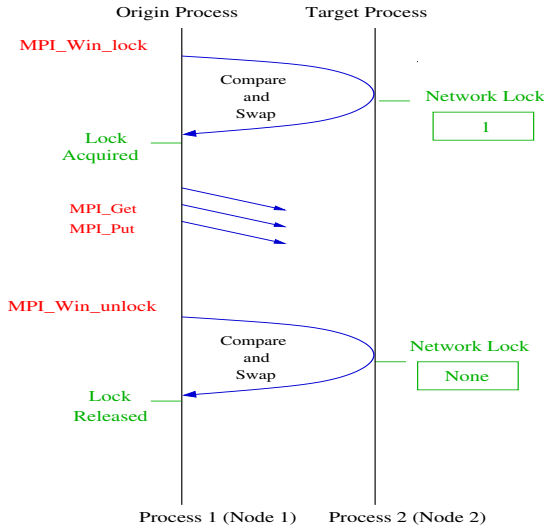 Origin Process
Target Process
MPI_Win_lock
Compare
and
Swap
Network Lock
1
Lock
Acquired
MPI_Get
MPI_Put
MPI_Win_unlock
Compare
and
Swap
Network Lock
None
Lock
Released
Process 1 (Node 1)
Process 2 (Node 2)